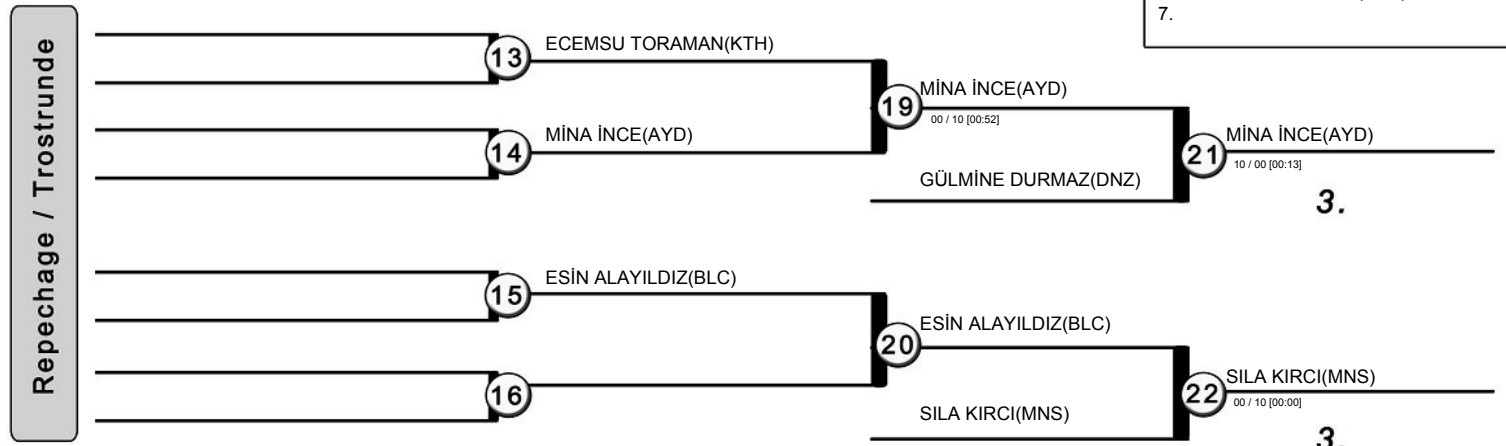 7.
Repechage / Trostrunde
13
ECEMSU TORAMAN(KTH)
14
MİNA İNCE(AYD)
19
MİNA İNCE(AYD)
00 / 10 [00:52]
GÜLMİNE DURMAZ(DNZ)
21
MİNA İNCE(AYD)
10 / 00 [00:13]
3.
15
ESİN ALAYILDIZ(BLC)
16
20
ESİN ALAYILDIZ(BLC)
SILA KIRCI(MNS)
22
SILA KIRCI(MNS)
00 / 10 [00:00]
3.